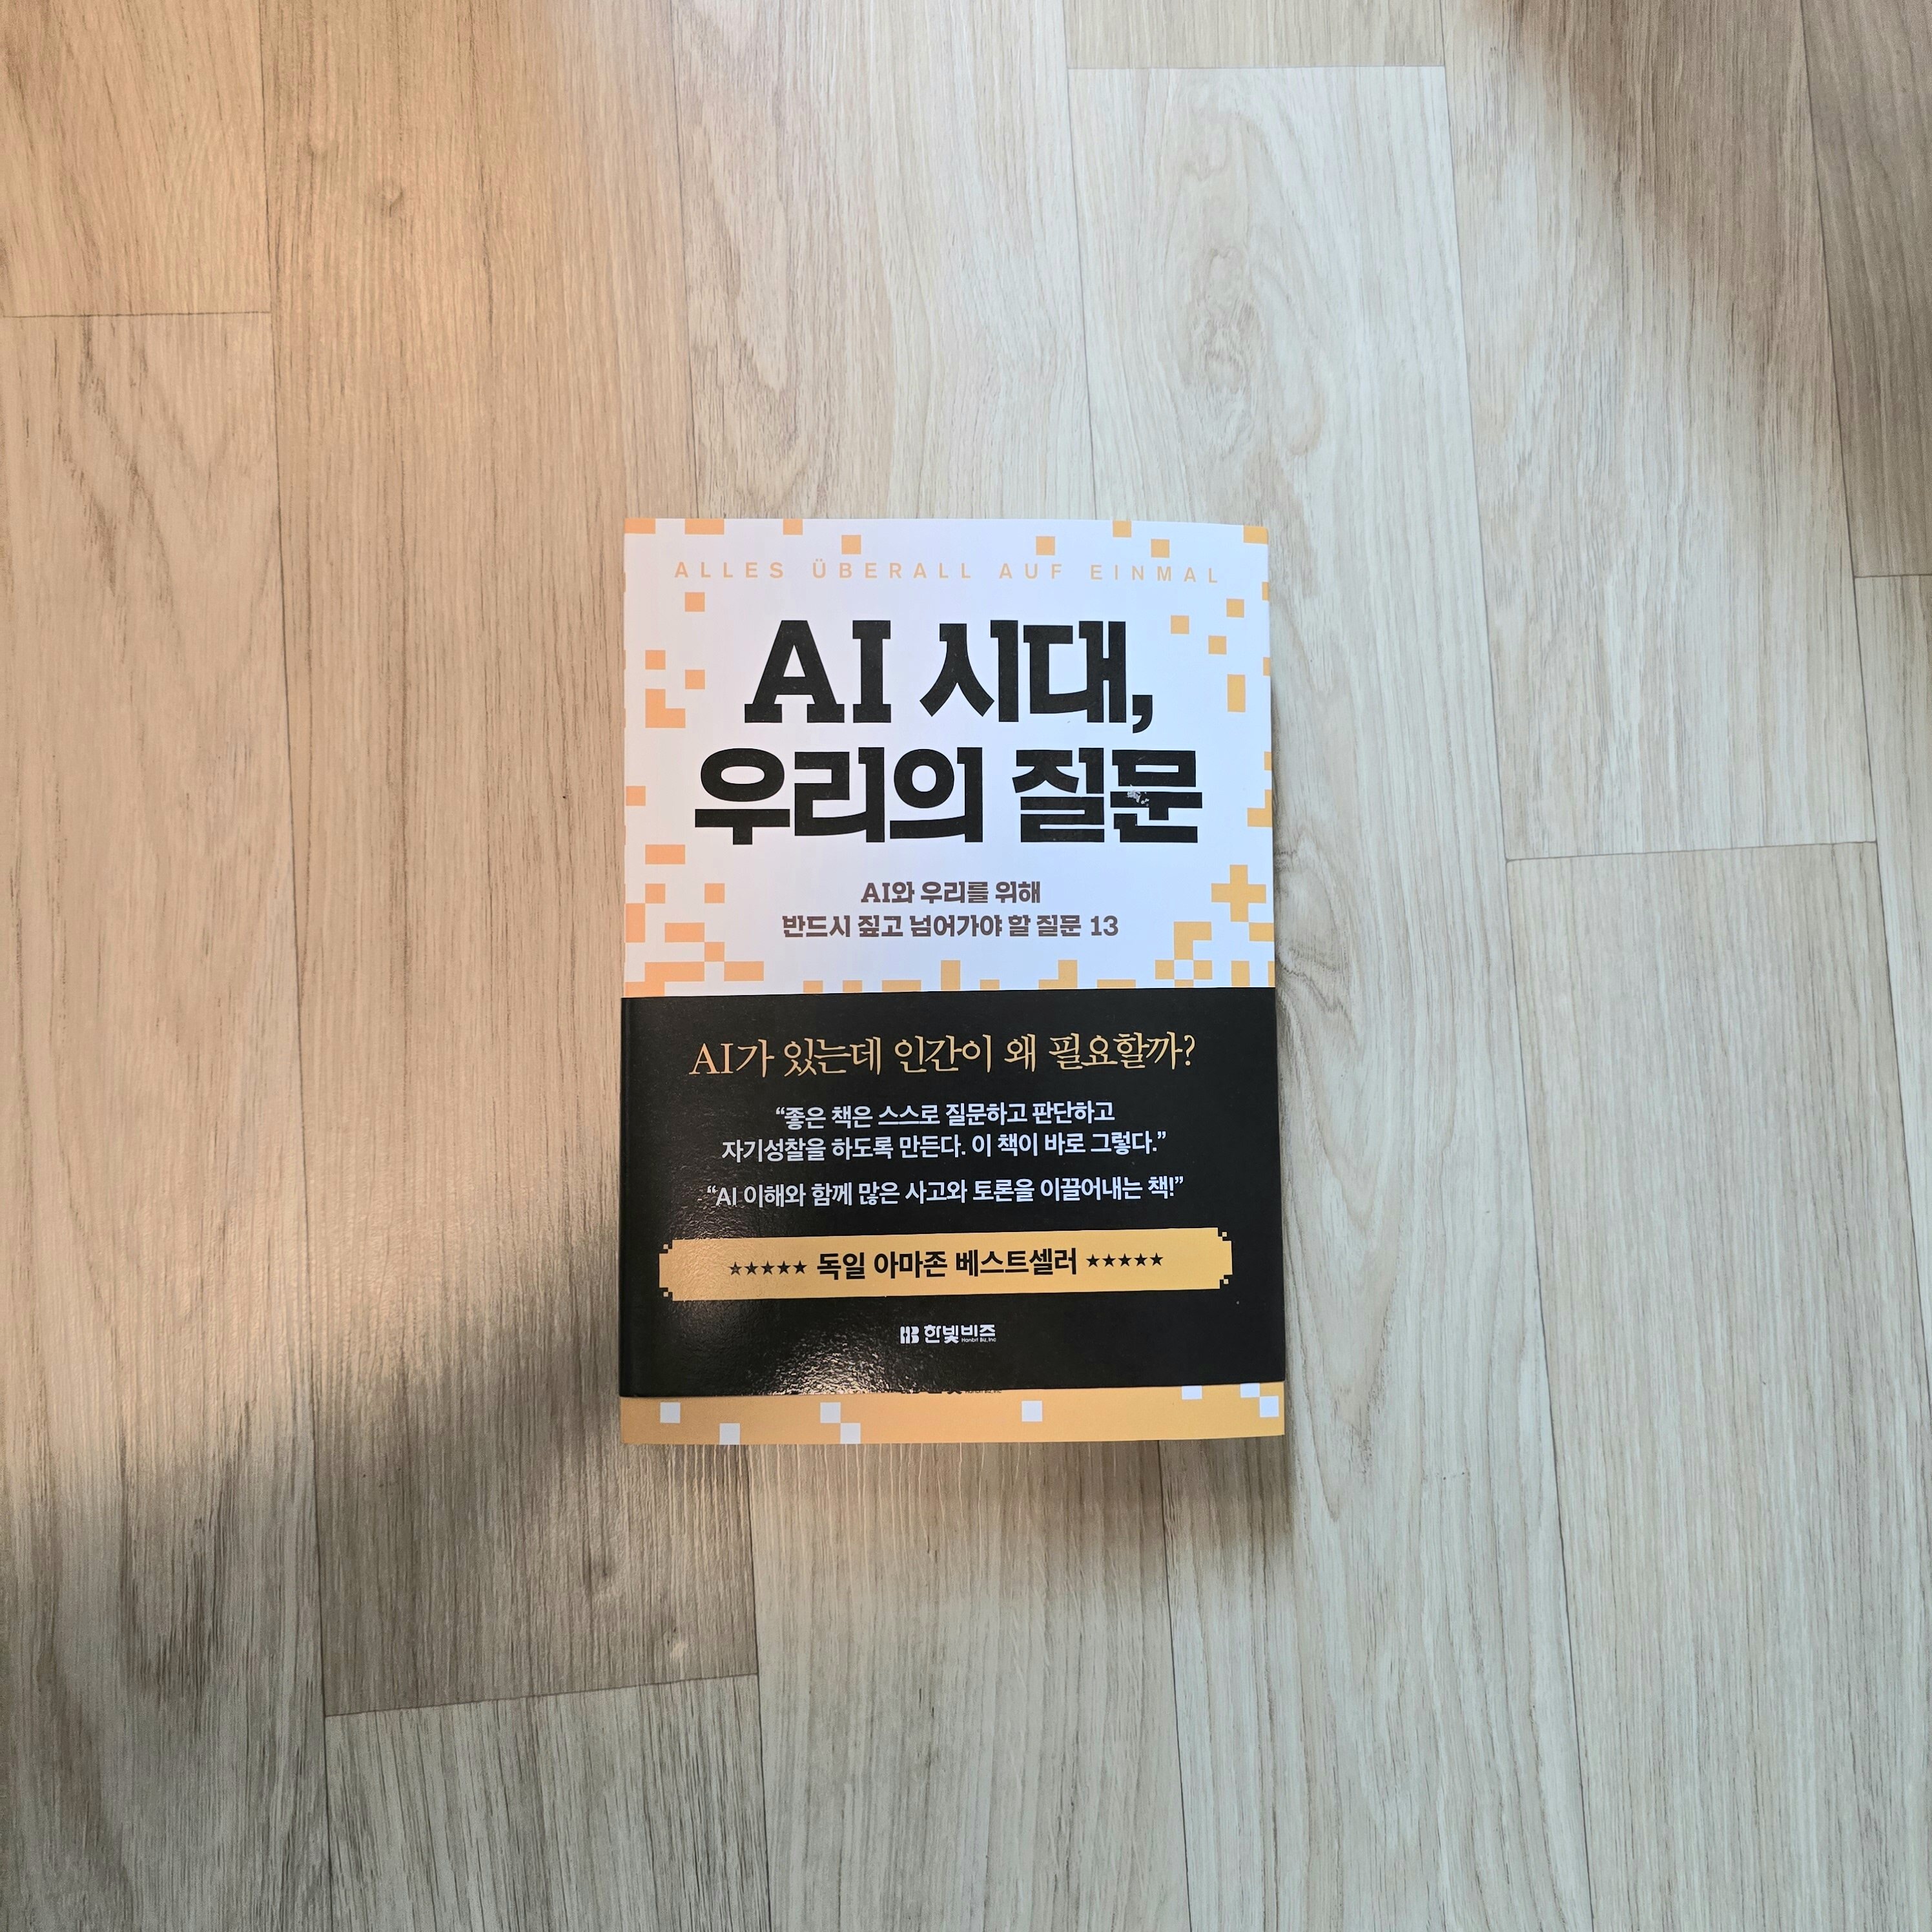 ALLES ÜBERALL AUF EINMAL
AI 시대,
우리의 질문
AI와 우리를 위해
반드시 짚고 넘어가야 할 질문 13
AI가 있는데 인간이 왜 필요할까?
“좋은 책은 스스로 질문하고 판단하고
자기성찰을 하도록 만든다. 이 책이 바로 그렇다.”
“AI 이해와 함께 많은 사고와 토론을 이끌어내는 책!”
★★★★★ 독일 아마존 베스트셀러 ★★★★★
HB 한빛비즈
Hanbit Biz, Inc.